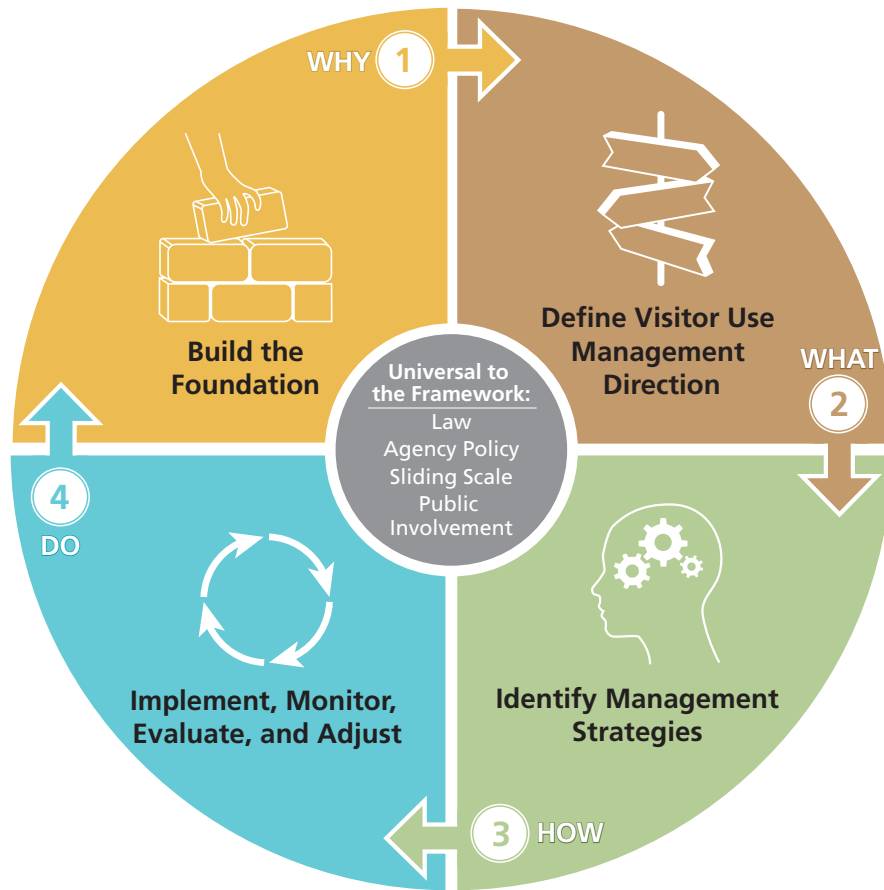 WHY 1
Build the
Foundation
Define Visitor Use
Management
Direction
WHAT
2
Universal to
the Framework:
Law
Agency Policy
Sliding Scale
Public
Involvement
Identify Management
Strategies
3 HOW
Implement, Monitor,
Evaluate, and Adjust
4
DO